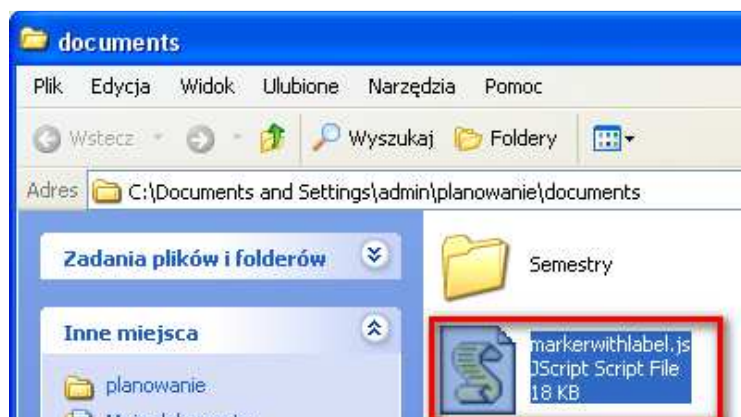 documents
Plik Edycja Widok Ulubione Narzędzia Pomoc
Wstecz Wyszukaj Foldery
Adres C:\Documents and Settings\admin\planowanie\documents
Zadania plików i folderów
Semestry
Inne miejsca
markerwithlabel.js
JScript Script File
18 KB
planowanie